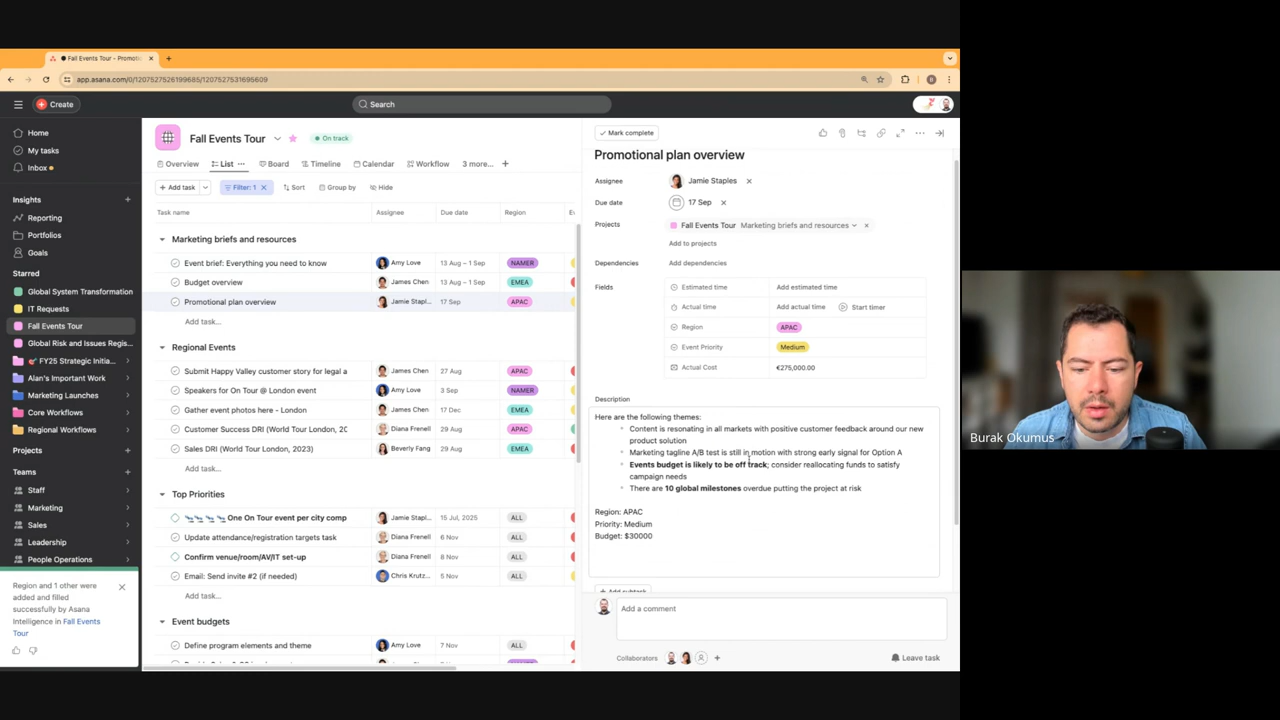 Fall Events Tour - Promotio
app.asana.com/0/1207527526199685/1207527531695609
B
Create
Search
Home
My tasks
Inbox
Insights
Reporting
Portfolios
Goals
Starred
Global System Transformation
IT Requests
Fall Events Tour
Global Risk and Issues Regis...
FY25 Strategic Initia...
Alan's Important Work
Marketing Launches
Core Workflows
Regional Workflows
Projects
Teams
Staff
Marketing
Sales
Leadership
People Operations
Region and 1 other were
added and filled
successfully by Asana
Intelligence in Fall Events
Tour
Fall Events Tour
On track
Overview List Board Timeline Calendar Workflow 3 more...
Add task Filter: 1 Sort Group by Hide
Task name Assignee Due date Region
Marketing briefs and resources
Event brief: Everything you need to know Amy Love 13 Aug – 1 Sep NAMER
Budget overview James Chen 13 Aug – 1 Sep EMEA
Promotional plan overview Jamie Stapl... 17 Sep APAC
Add task...
Regional Events
Submit Happy Valley customer story for legal a James Chen 27 Aug APAC
Speakers for On Tour @ London event Amy Love 3 Sep NAMER
Gather event photos here - London James Chen 17 Dec EMEA
Customer Success DRI (World Tour London, 20 Diana Frenell APAC
Sales DRI (World Tour London, 2023) Beverly Fang EMEA
Add task...
Top Priorities
One On Tour event per city comp Jamie Stapl... 15 Jul, 2025 ALL
Update attendance/registration targets task Diana Frenell 6 Nov ALL
Confirm venue/room/AV/IT set-up Diana Frenell 8 Nov ALL
Email: Send invite #2 (if needed) Chris Krutz... 5 Nov ALL
Add task...
Event budgets
Define program elements and theme Amy Love 7 Nov ALL
Mark complete
Promotional plan overview
Assignee Jamie Staples
Due date 17 Sep
Projects Fall Events Tour Marketing briefs and resources
Add to projects
Dependencies Add dependencies
Fields Estimated time Add estimated time
Actual time Add actual time Start timer
Region APAC
Event Priority Medium
Actual Cost €275,000.00
Description
Here are the following themes:
Content is resonating in all markets with positive customer feedback around our new
product solution
Marketing tagline A/B test is still in motion with strong early signal for Option A
Events budget is likely to be off track; consider reallocating funds to satisfy
campaign needs
There are 10 global milestones overdue putting the project at risk
Region: APAC
Priority: Medium
Budget: $30000
Add subtask
Add a comment
Collaborators
Leave task
Burak Okumus